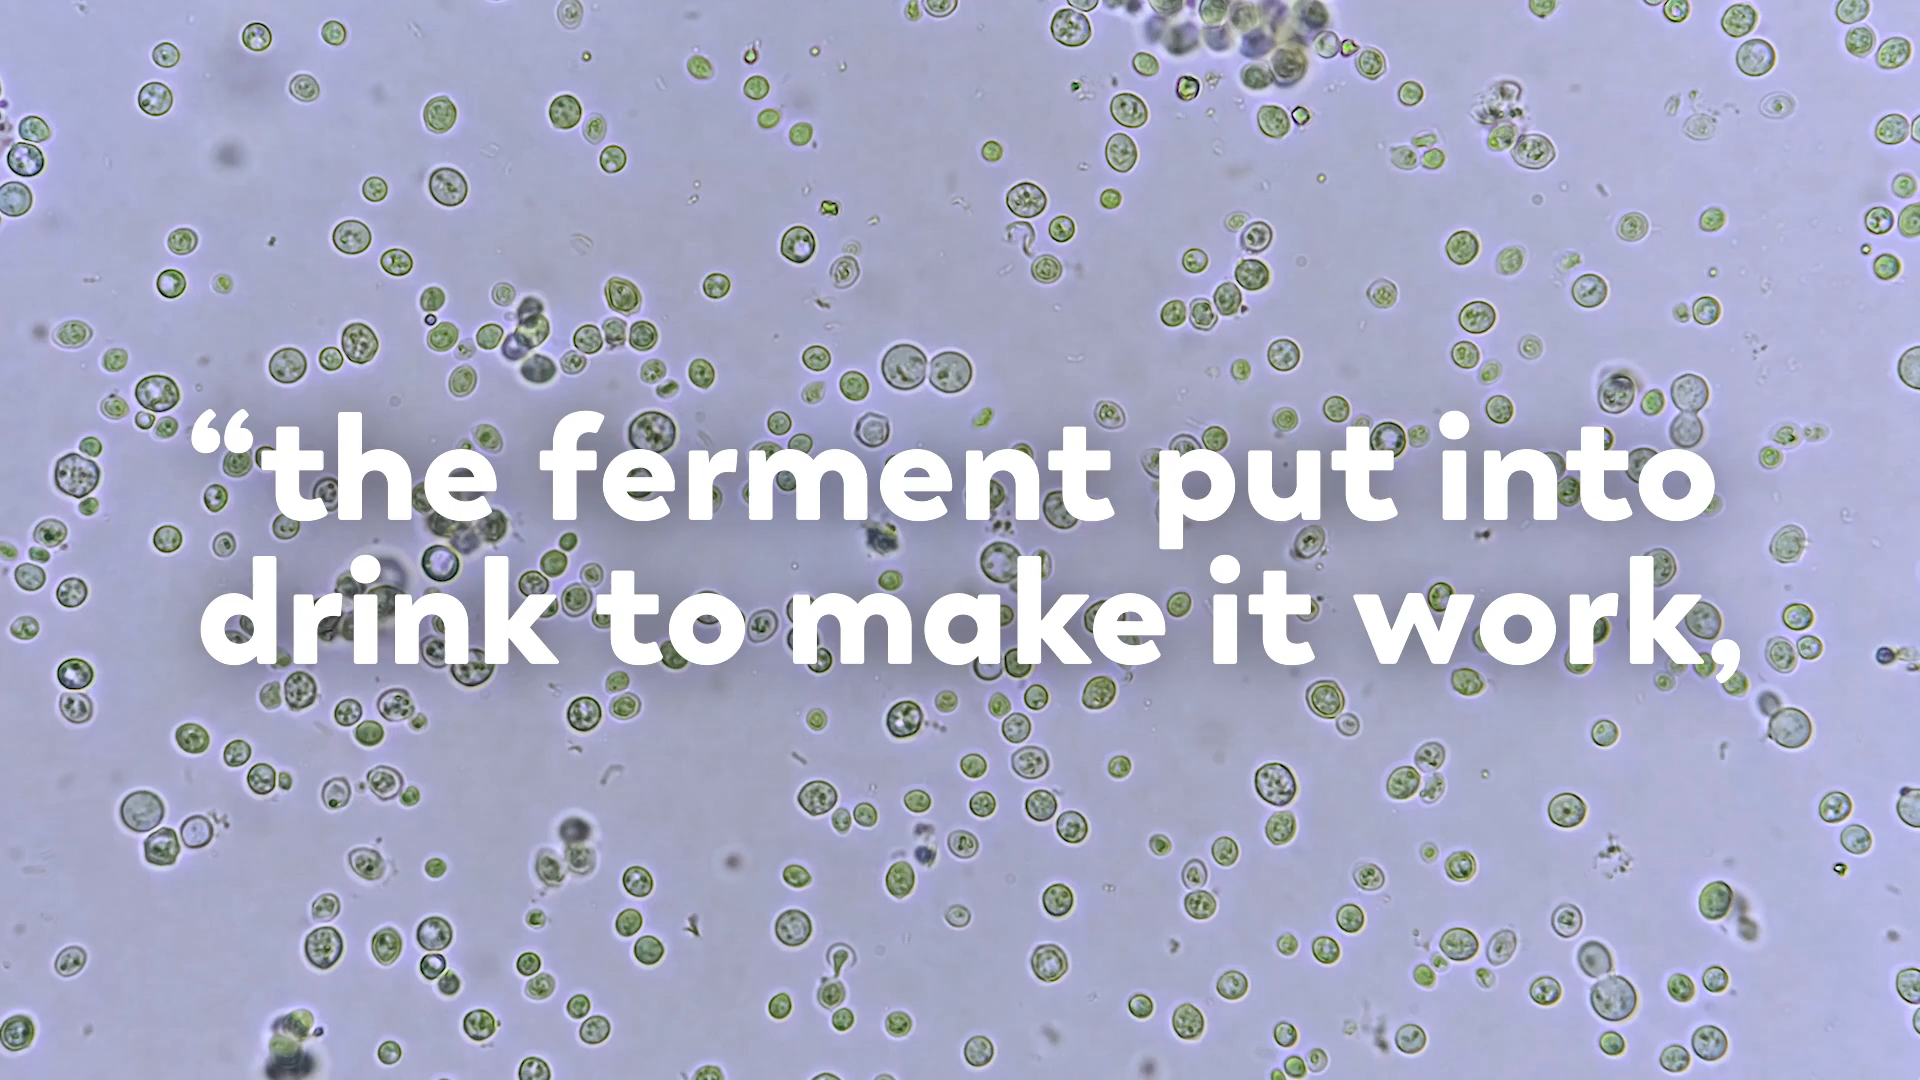 “the ferment put into
drink to make it work,